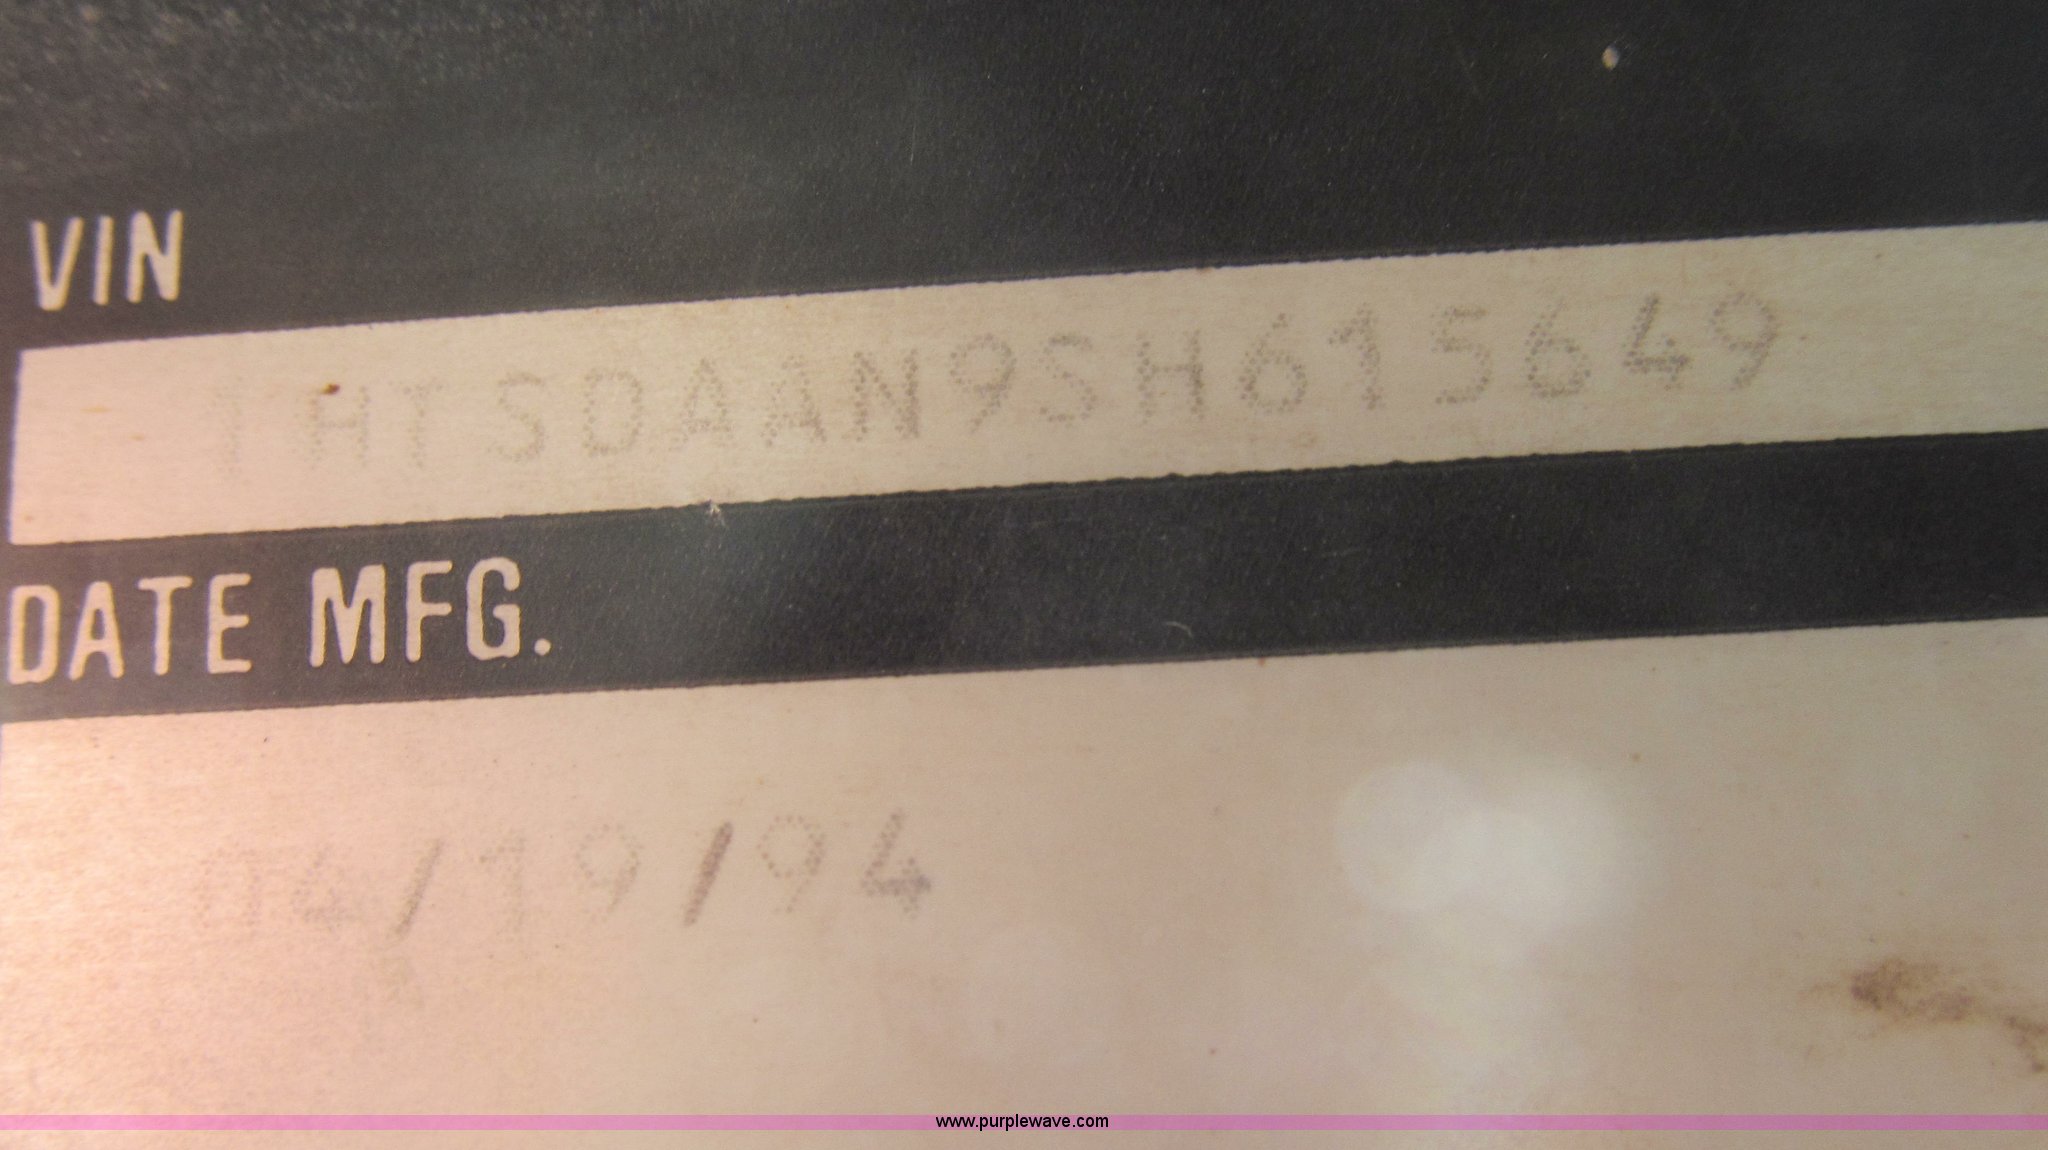 VIN
1HTSDAAN9SH615649
DATE MFG.
04/19/94
www.purplewave.com